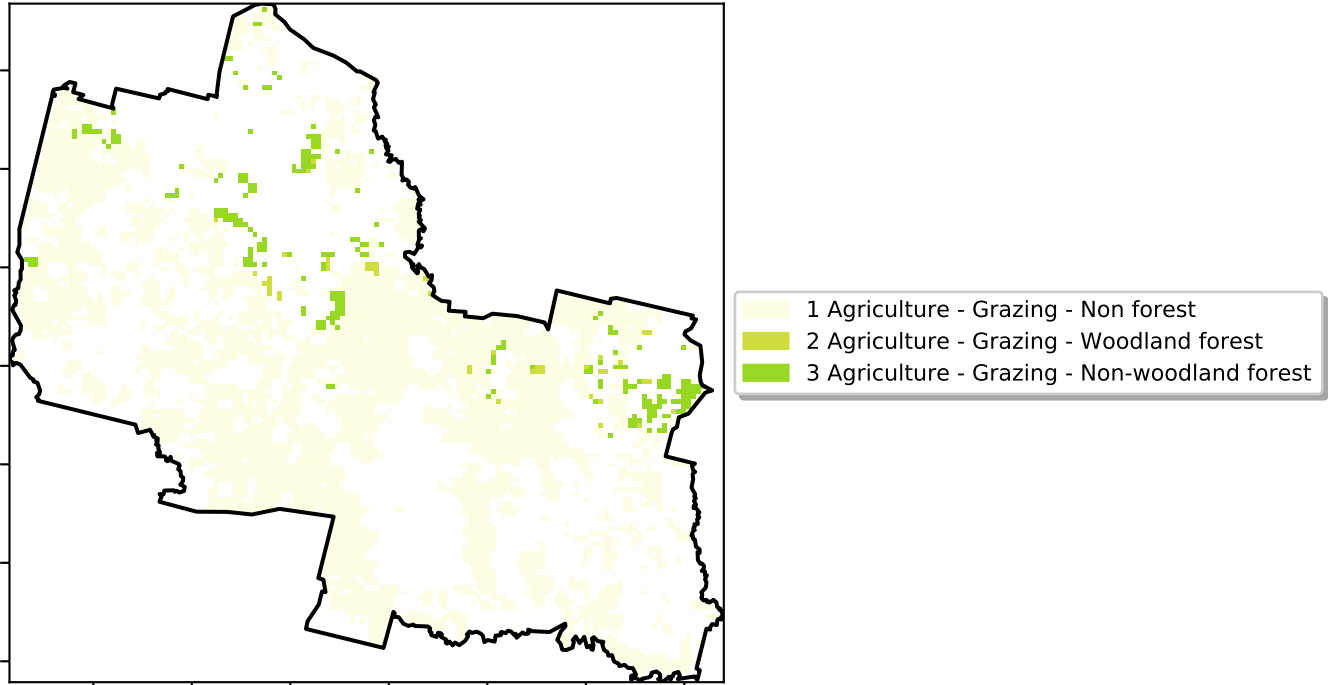 1 Agriculture - Grazing - Non forest
2 Agriculture - Grazing - Woodland forest
3 Agriculture - Grazing - Non-woodland forest